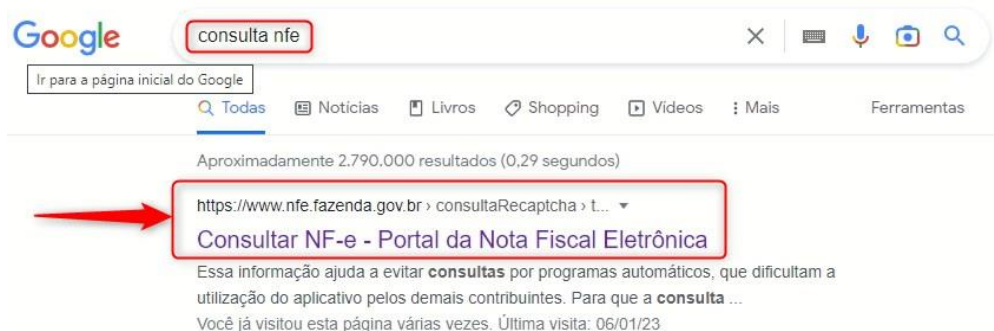 Google
consulta nfe
Ir para a página inicial do Google
Todas Notícias Livros Shopping Vídeos Mais Ferramentas
Aproximadamente 2.790.000 resultados (0,29 segundos)
https://www.nfe.fazenda.gov.br › consultaRecaptcha › t...
Consultar NF-e - Portal da Nota Fiscal Eletrônica
Essa informação ajuda a evitar consultas por programas automáticos, que dificultam a
utilização do aplicativo pelos demais contribuintes. Para que a consulta ...
Você já visitou esta página várias vezes. Última visita: 06/01/23